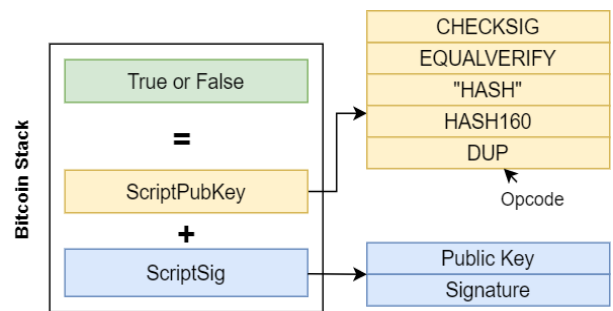 Bitcoin Stack
True or False
=
ScriptPubKey
+
ScriptSig
CHECKSIG
EQUALVERIFY
"HASH"
HASH160
DUP
Opcode
Public Key
Signature